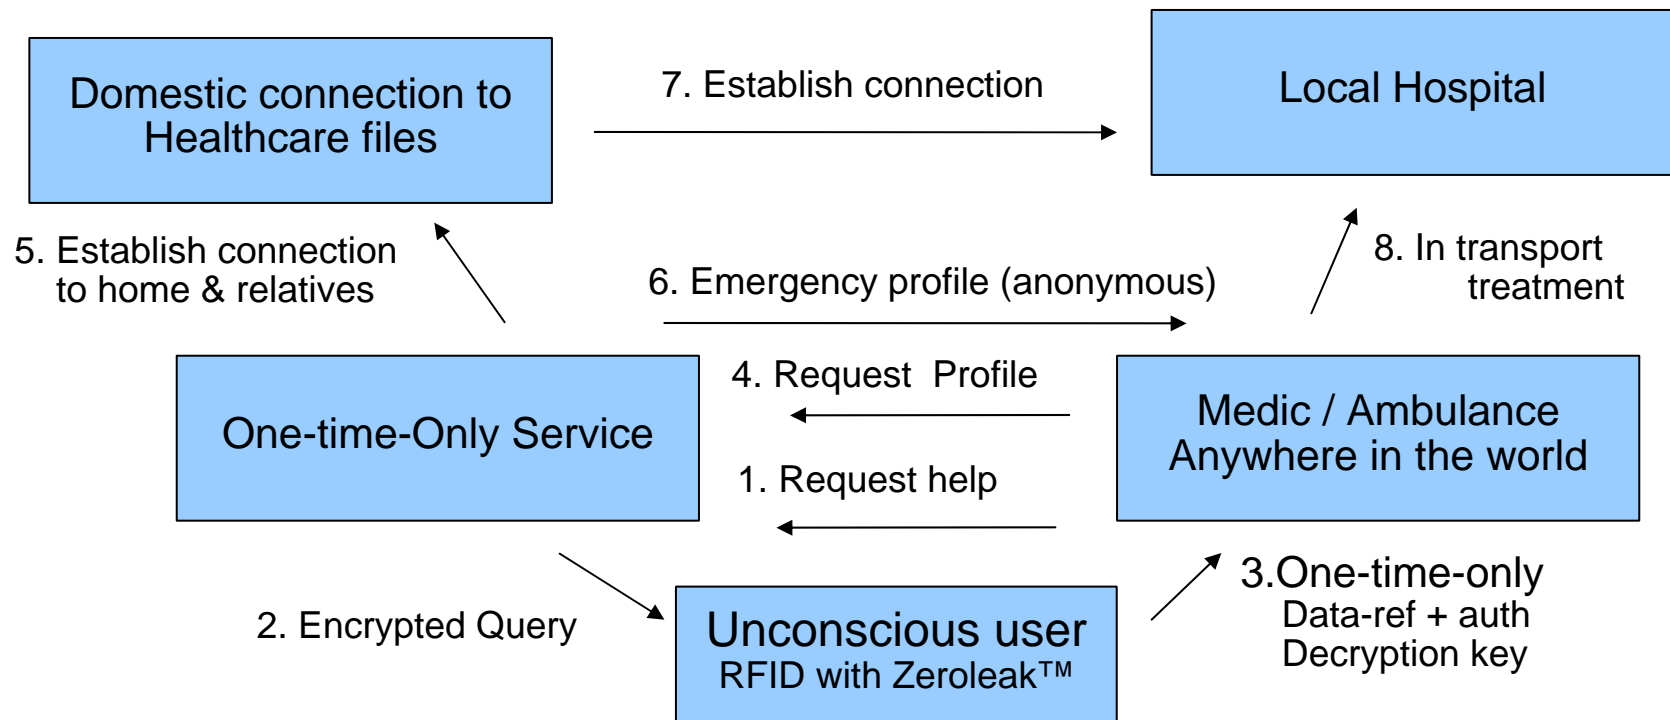 Domestic connection to
Healthcare files
7. Establish connection
Local Hospital
5. Establish connection
to home & relatives
6. Emergency profile (anonymous)
8. In transport
treatment
One-time-Only Service
4. Request  Profile
1. Request help
Medic / Ambulance
Anywhere in the world
2. Encrypted Query
Unconscious user
RFID with Zeroleak™
3.One-time-only
Data-ref + auth
Decryption key